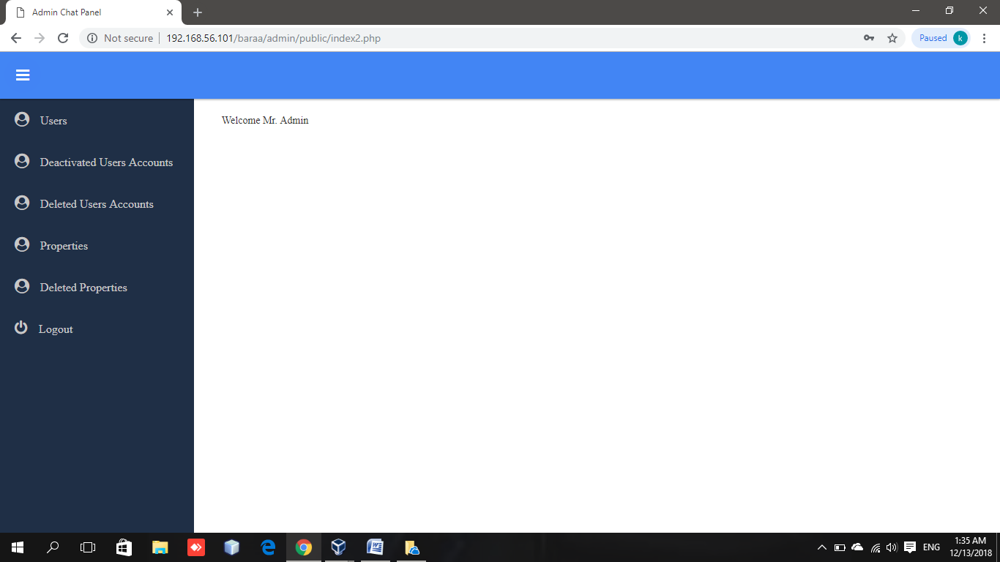 Admin Chat Panel
Not secure
192.168.56.101/baraa/admin/public/index2.php
Paused
k
Users
Welcome Mr. Admin
Deactivated Users Accounts
Deleted Users Accounts
Properties
Deleted Properties
Logout
W
ENG
1:35 AM
12/13/2018